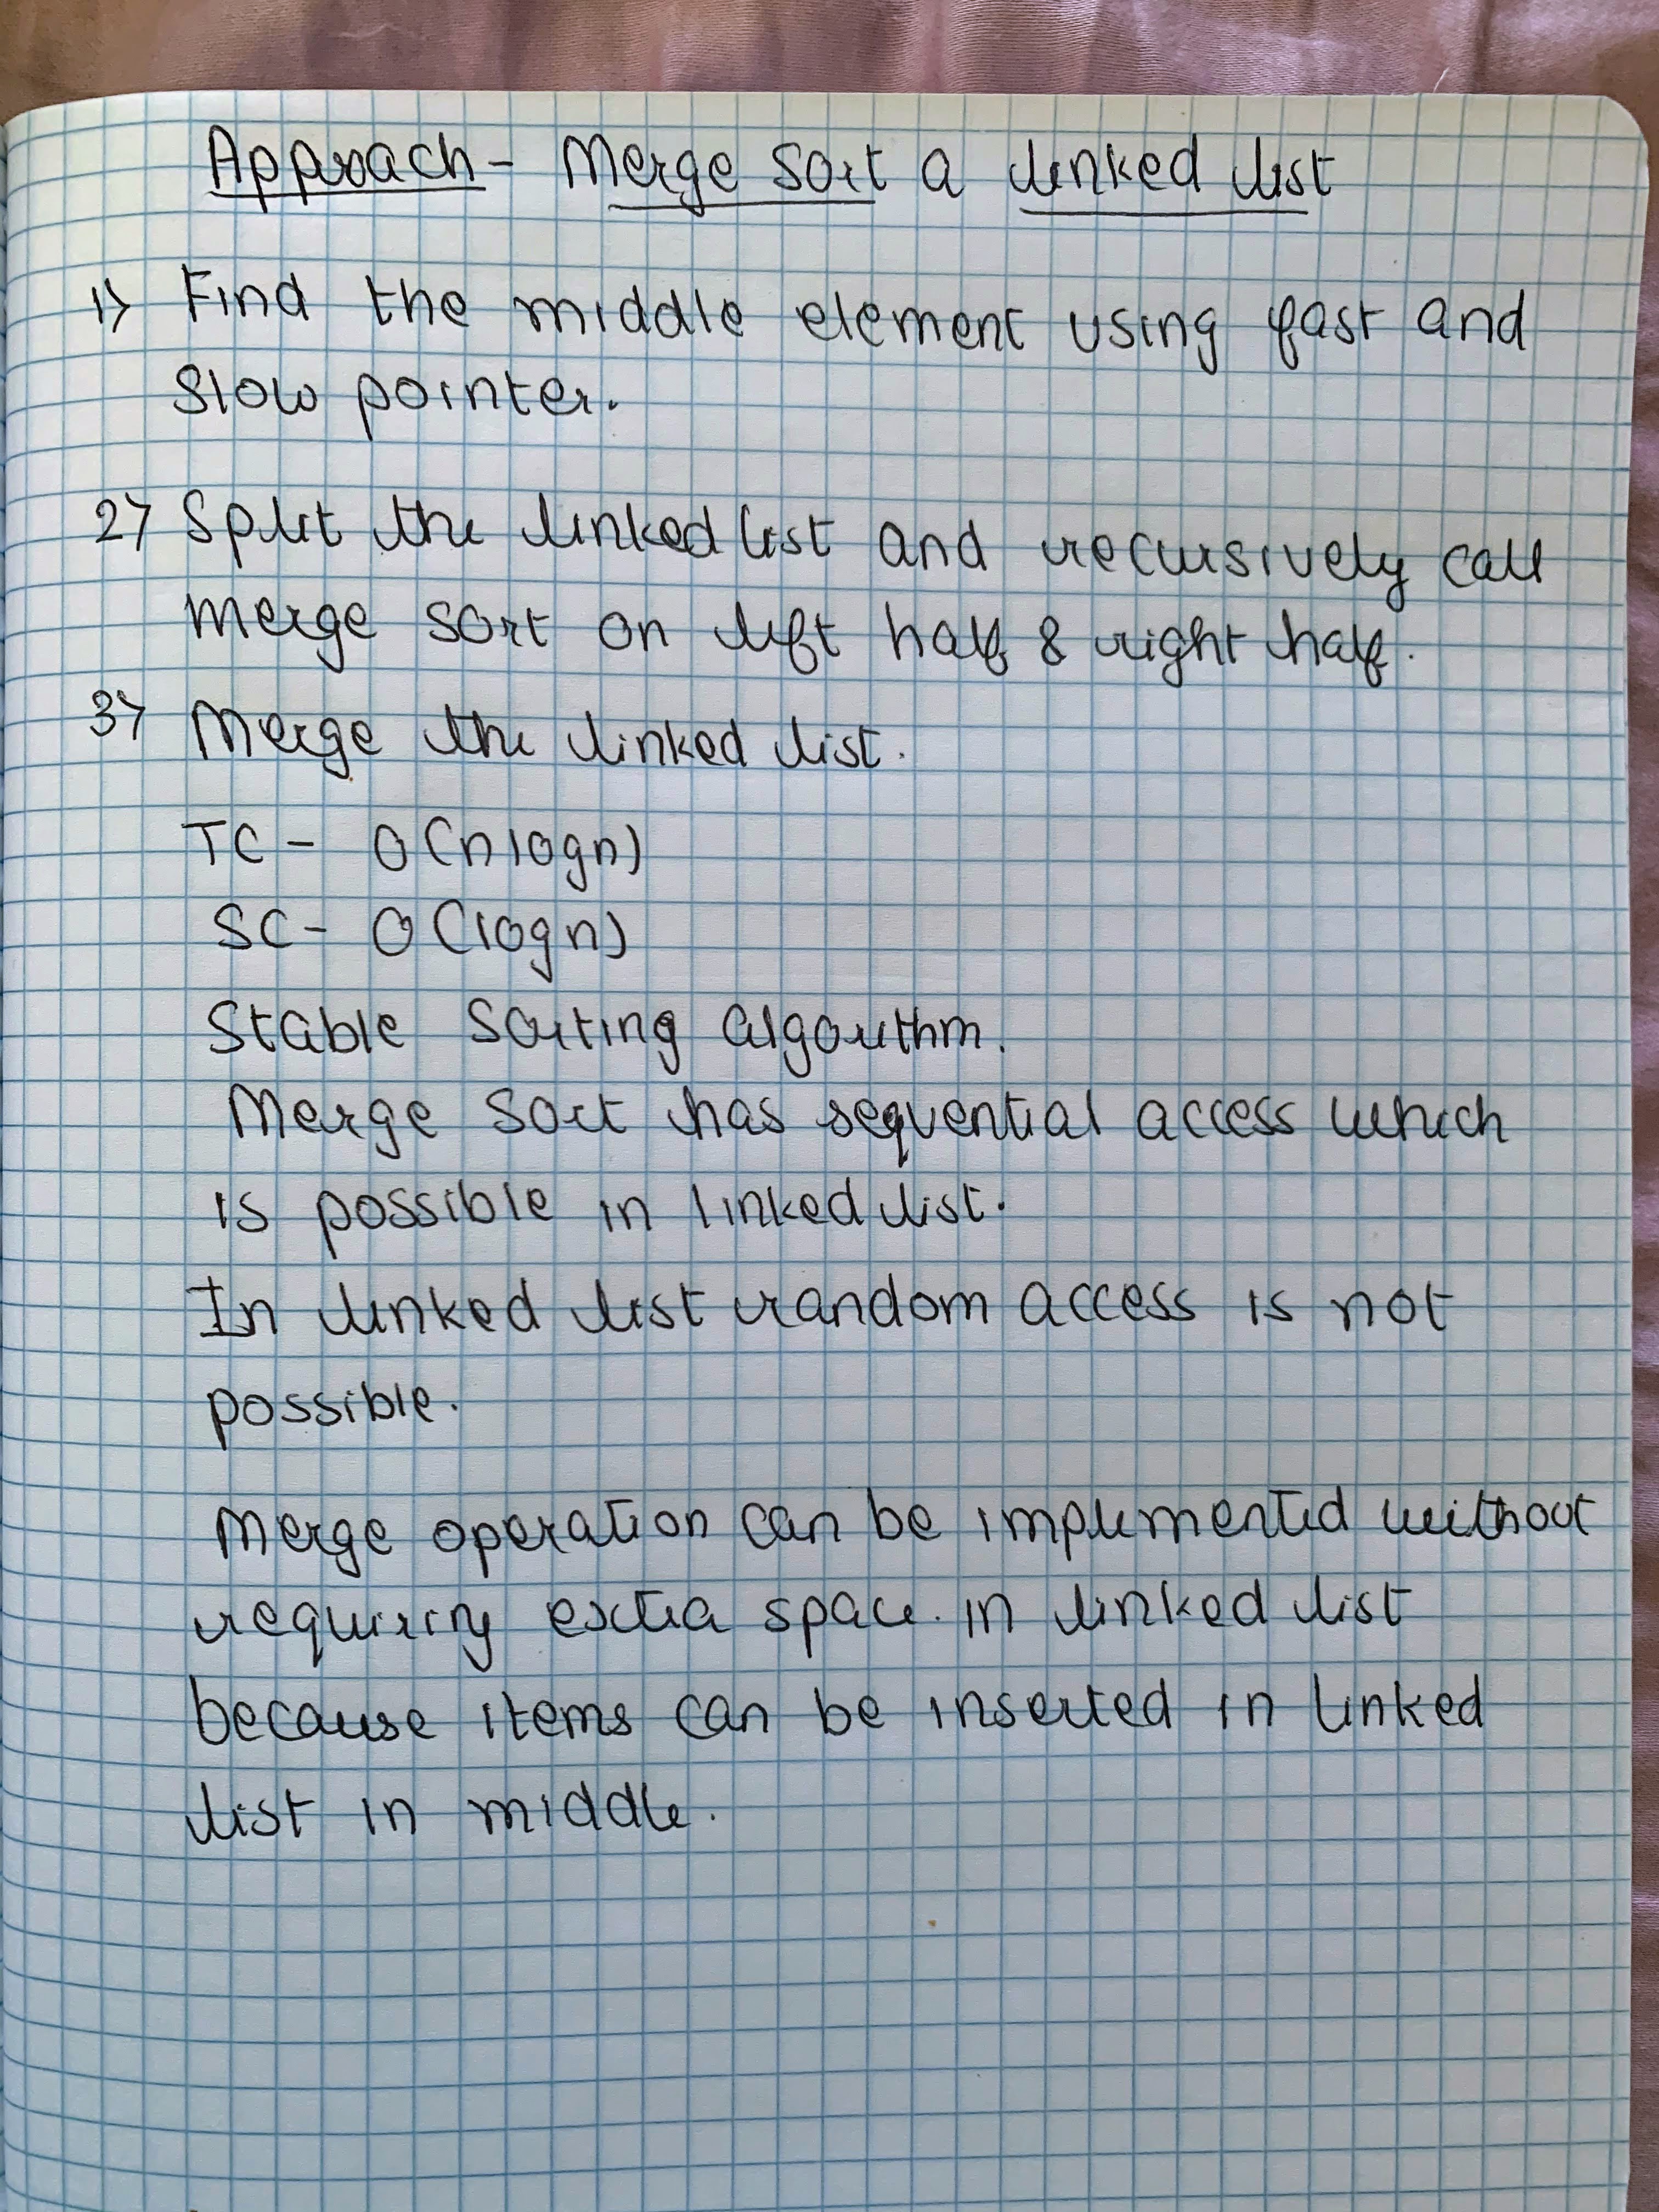 Approach - Merge Sort a linked list
1) Find the middle element using fast and
slow pointer.
2) Split the linked list and recursively call
merge sort on left half & right half.
3) Merge the linked list.
TC - O(nlogn)
SC - O(logn)
Stable Sorting algorithm.
Merge Sort has sequential access which
is possible in linked list.
In linked list random access is not
possible.
Merge operation can be implemented without
requiring extra space in linked list
because items can be inserted in linked
list in middle.